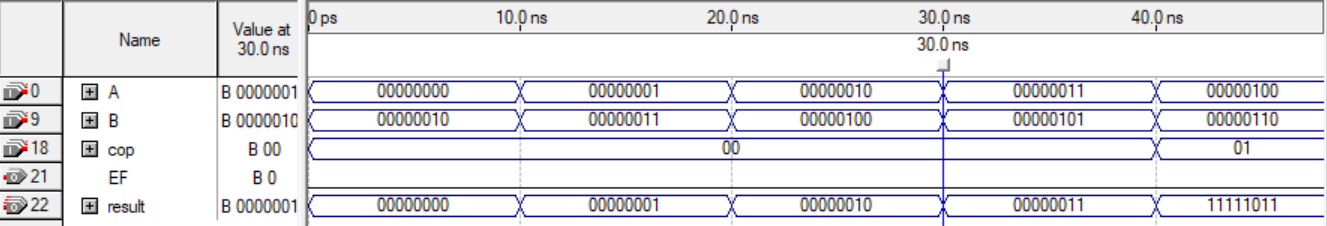 Name Value at 30.0 ns 0 ps 10.0 ns 20.0 ns 30.0 ns 40.0 ns
30.0 ns
0 A B 0000001 00000000 00000001 00000010 00000011 00000100
9 B B 0000010 00000010 00000011 00000100 00000101 00000110
18 cop B 00 00 01
21 EF B 0
22 result B 0000001 00000000 00000001 00000010 00000011 11111011